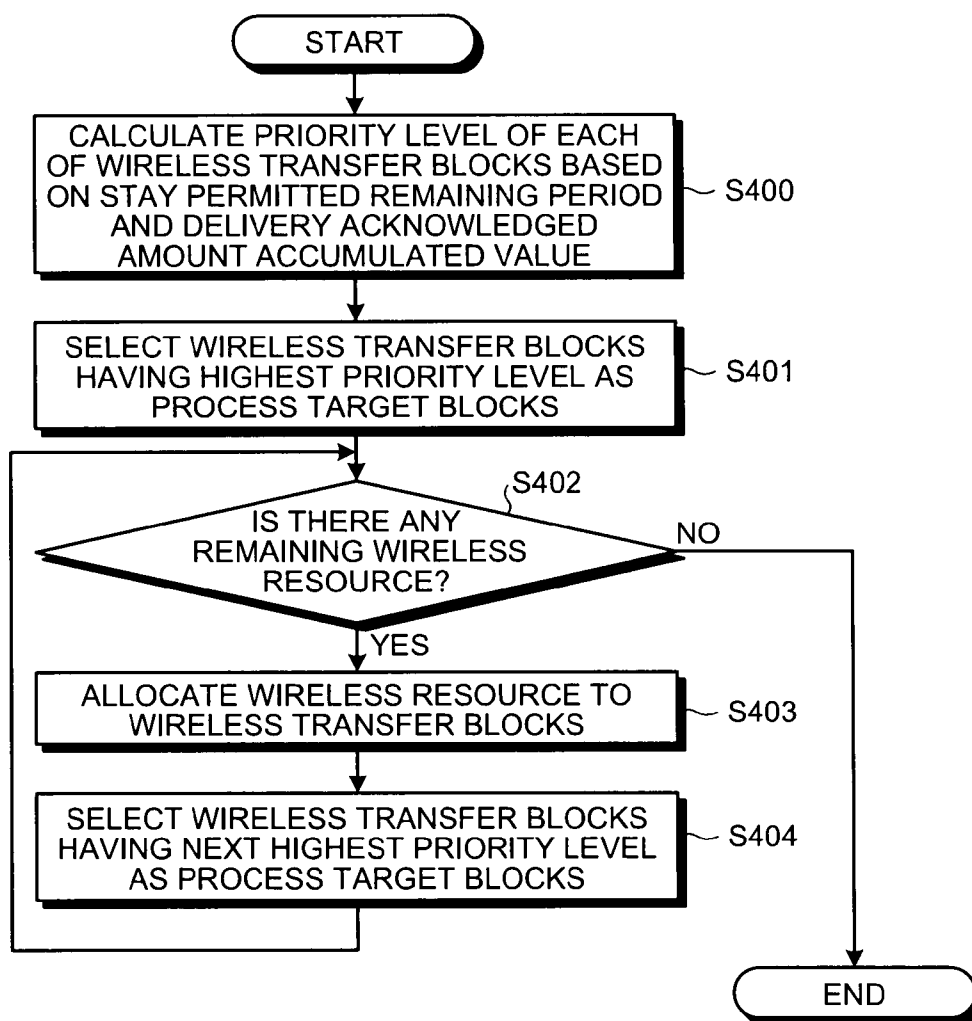 START
CALCULATE PRIORITY LEVEL OF EACH
OF WIRELESS TRANSFER BLOCKS BASED
ON STAY PERMITTED REMAINING PERIOD
AND DELIVERY ACKNOWLEDGED
AMOUNT ACCUMULATED VALUE
S400
SELECT WIRELESS TRANSFER BLOCKS
HAVING HIGHEST PRIORITY LEVEL AS
PROCESS TARGET BLOCKS
S401
S402
IS THERE ANY
REMAINING WIRELESS
RESOURCE?
NO
YES
ALLOCATE WIRELESS RESOURCE TO
WIRELESS TRANSFER BLOCKS
S403
SELECT WIRELESS TRANSFER BLOCKS
HAVING NEXT HIGHEST PRIORITY LEVEL
AS PROCESS TARGET BLOCKS
S404
END